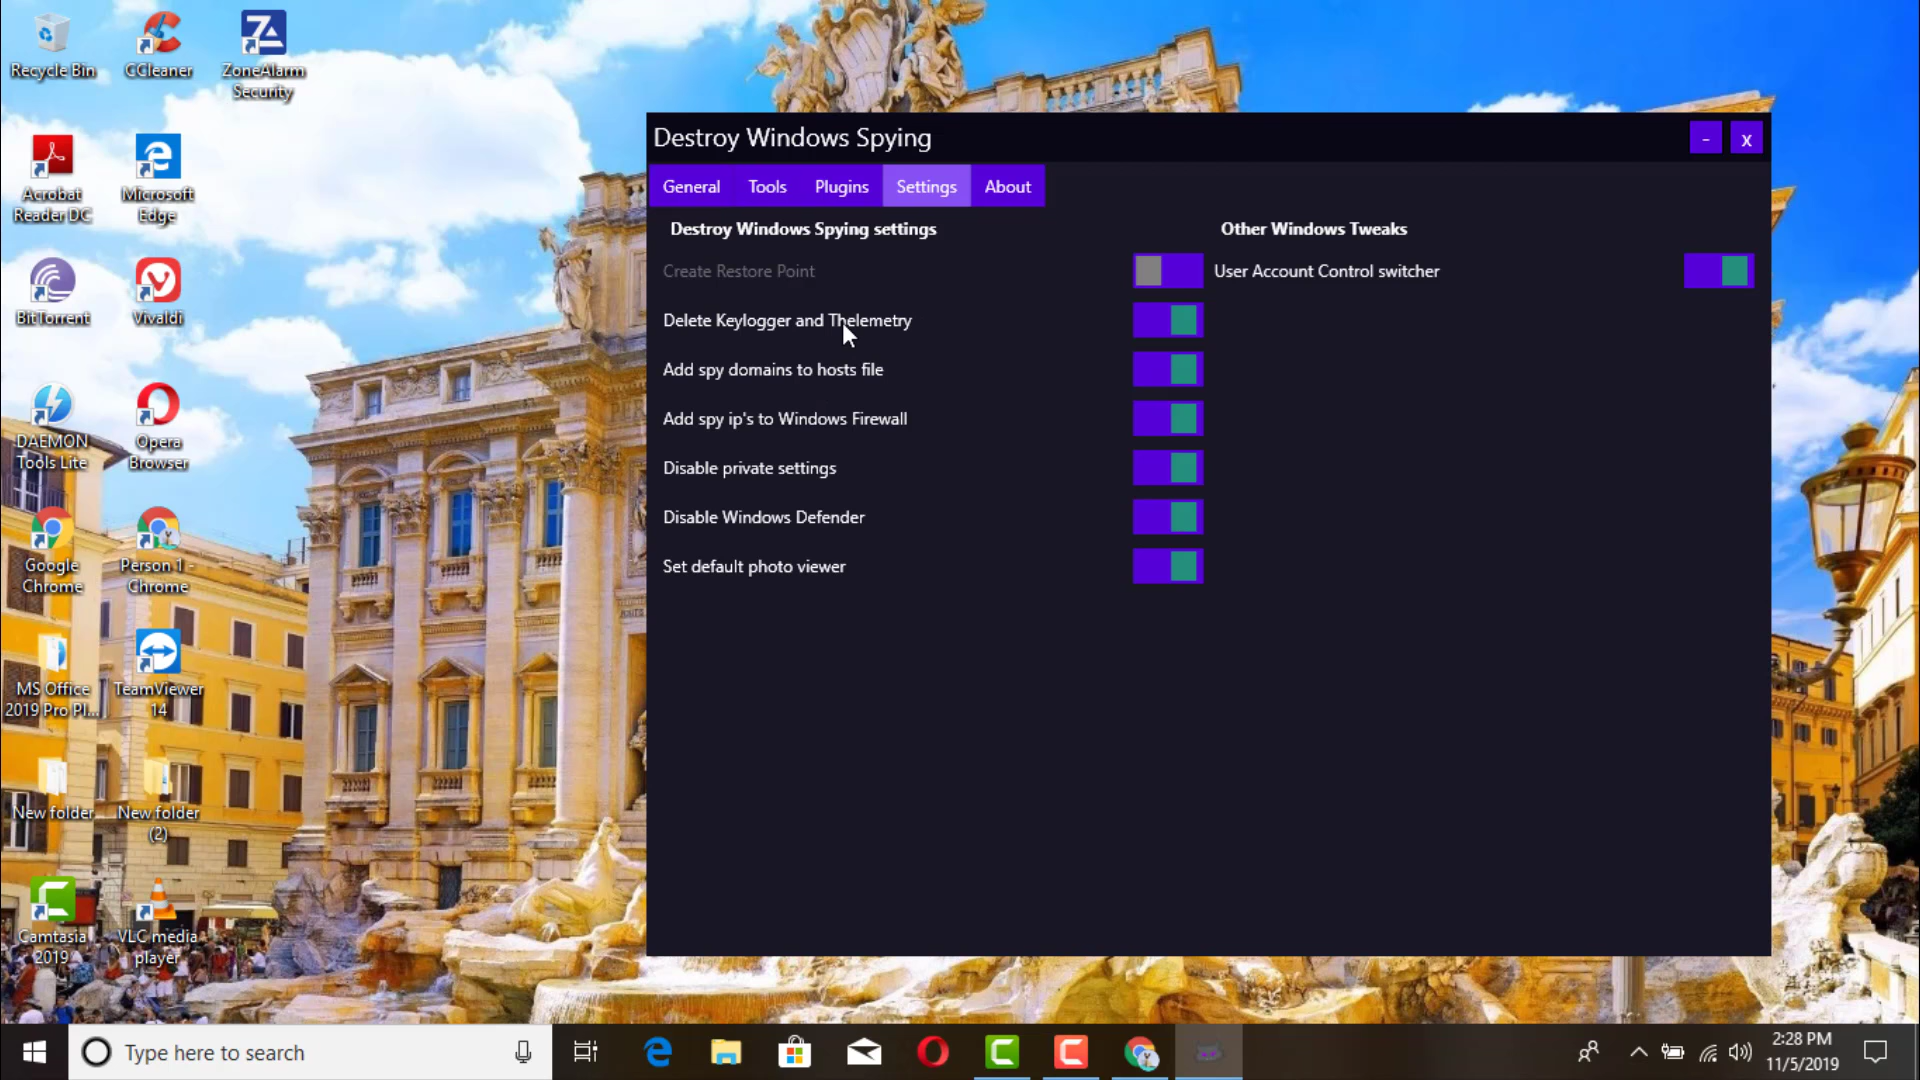 Recycle Bin
CCleaner
ZoneAlarm
Security
Acrobat
Reader DC
Microsoft
Edge
BitTorrent
Vivaldi
DAEMON
Tools Lite
Opera
Browser
Google
Chrome
Person 1 -
Chrome
MS Office
2019 Pro Pl...
TeamViewer
14
New folder
New folder
(2)
Camtasia
2019
VLC media
player
Destroy Windows Spying
- x
General Tools Plugins Settings About
Destroy Windows Spying settings
Create Restore Point
Delete Keylogger and Thelemetry
Add spy domains to hosts file
Add spy ip's to Windows Firewall
Disable private settings
Disable Windows Defender
Set default photo viewer
Other Windows Tweaks
User Account Control switcher
Type here to search
2:28 PM
11/5/2019